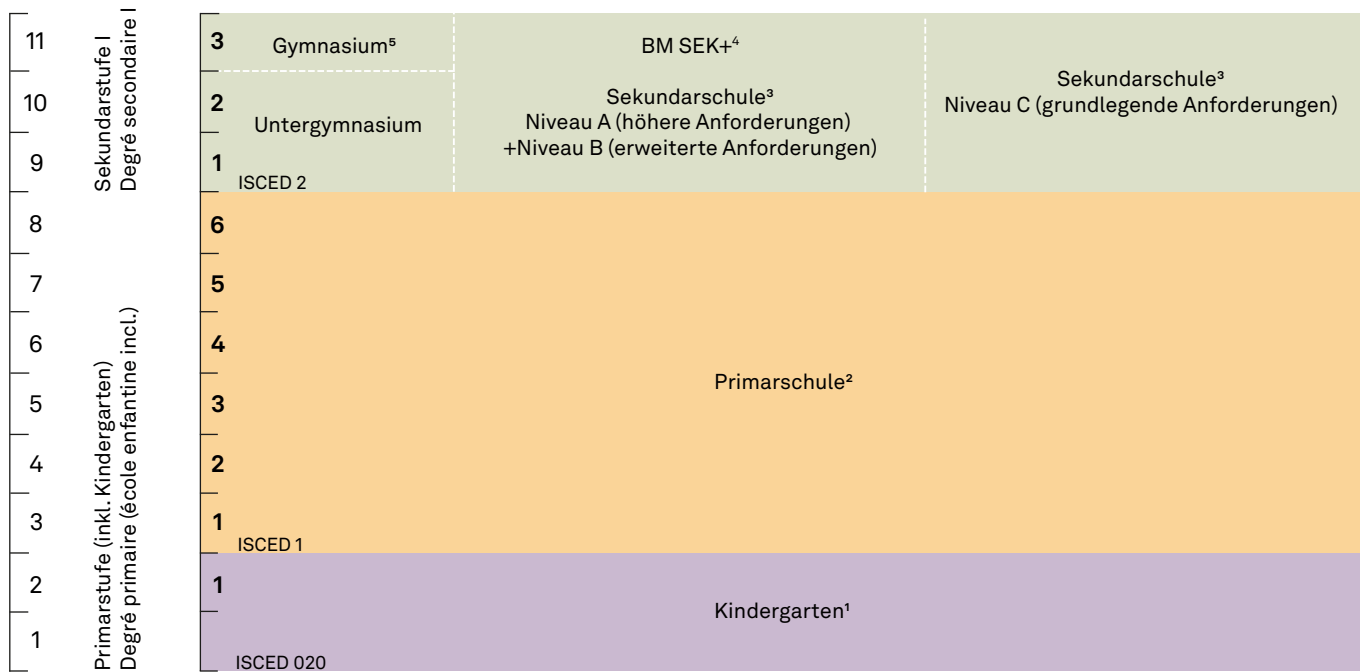 11
10
9
8
7
6
5
4
3
2
1
Sekundarstufe I
Degré secondaire I
Primarstufe (inkl. Kindergarten)
Degré primaire (école enfantine incl.)
3
2
1
6
5
4
3
2
1
1
Gymnasium⁵
Untergymnasium
ISCED 2
BM SEK+⁴
Sekundarschule³
Niveau A (höhere Anforderungen)
+Niveau B (erweiterte Anforderungen)
Sekundarschule³
Niveau C (grundlegende Anforderungen)
Primarschule²
ISCED 1
Kindergarten¹
ISCED 020